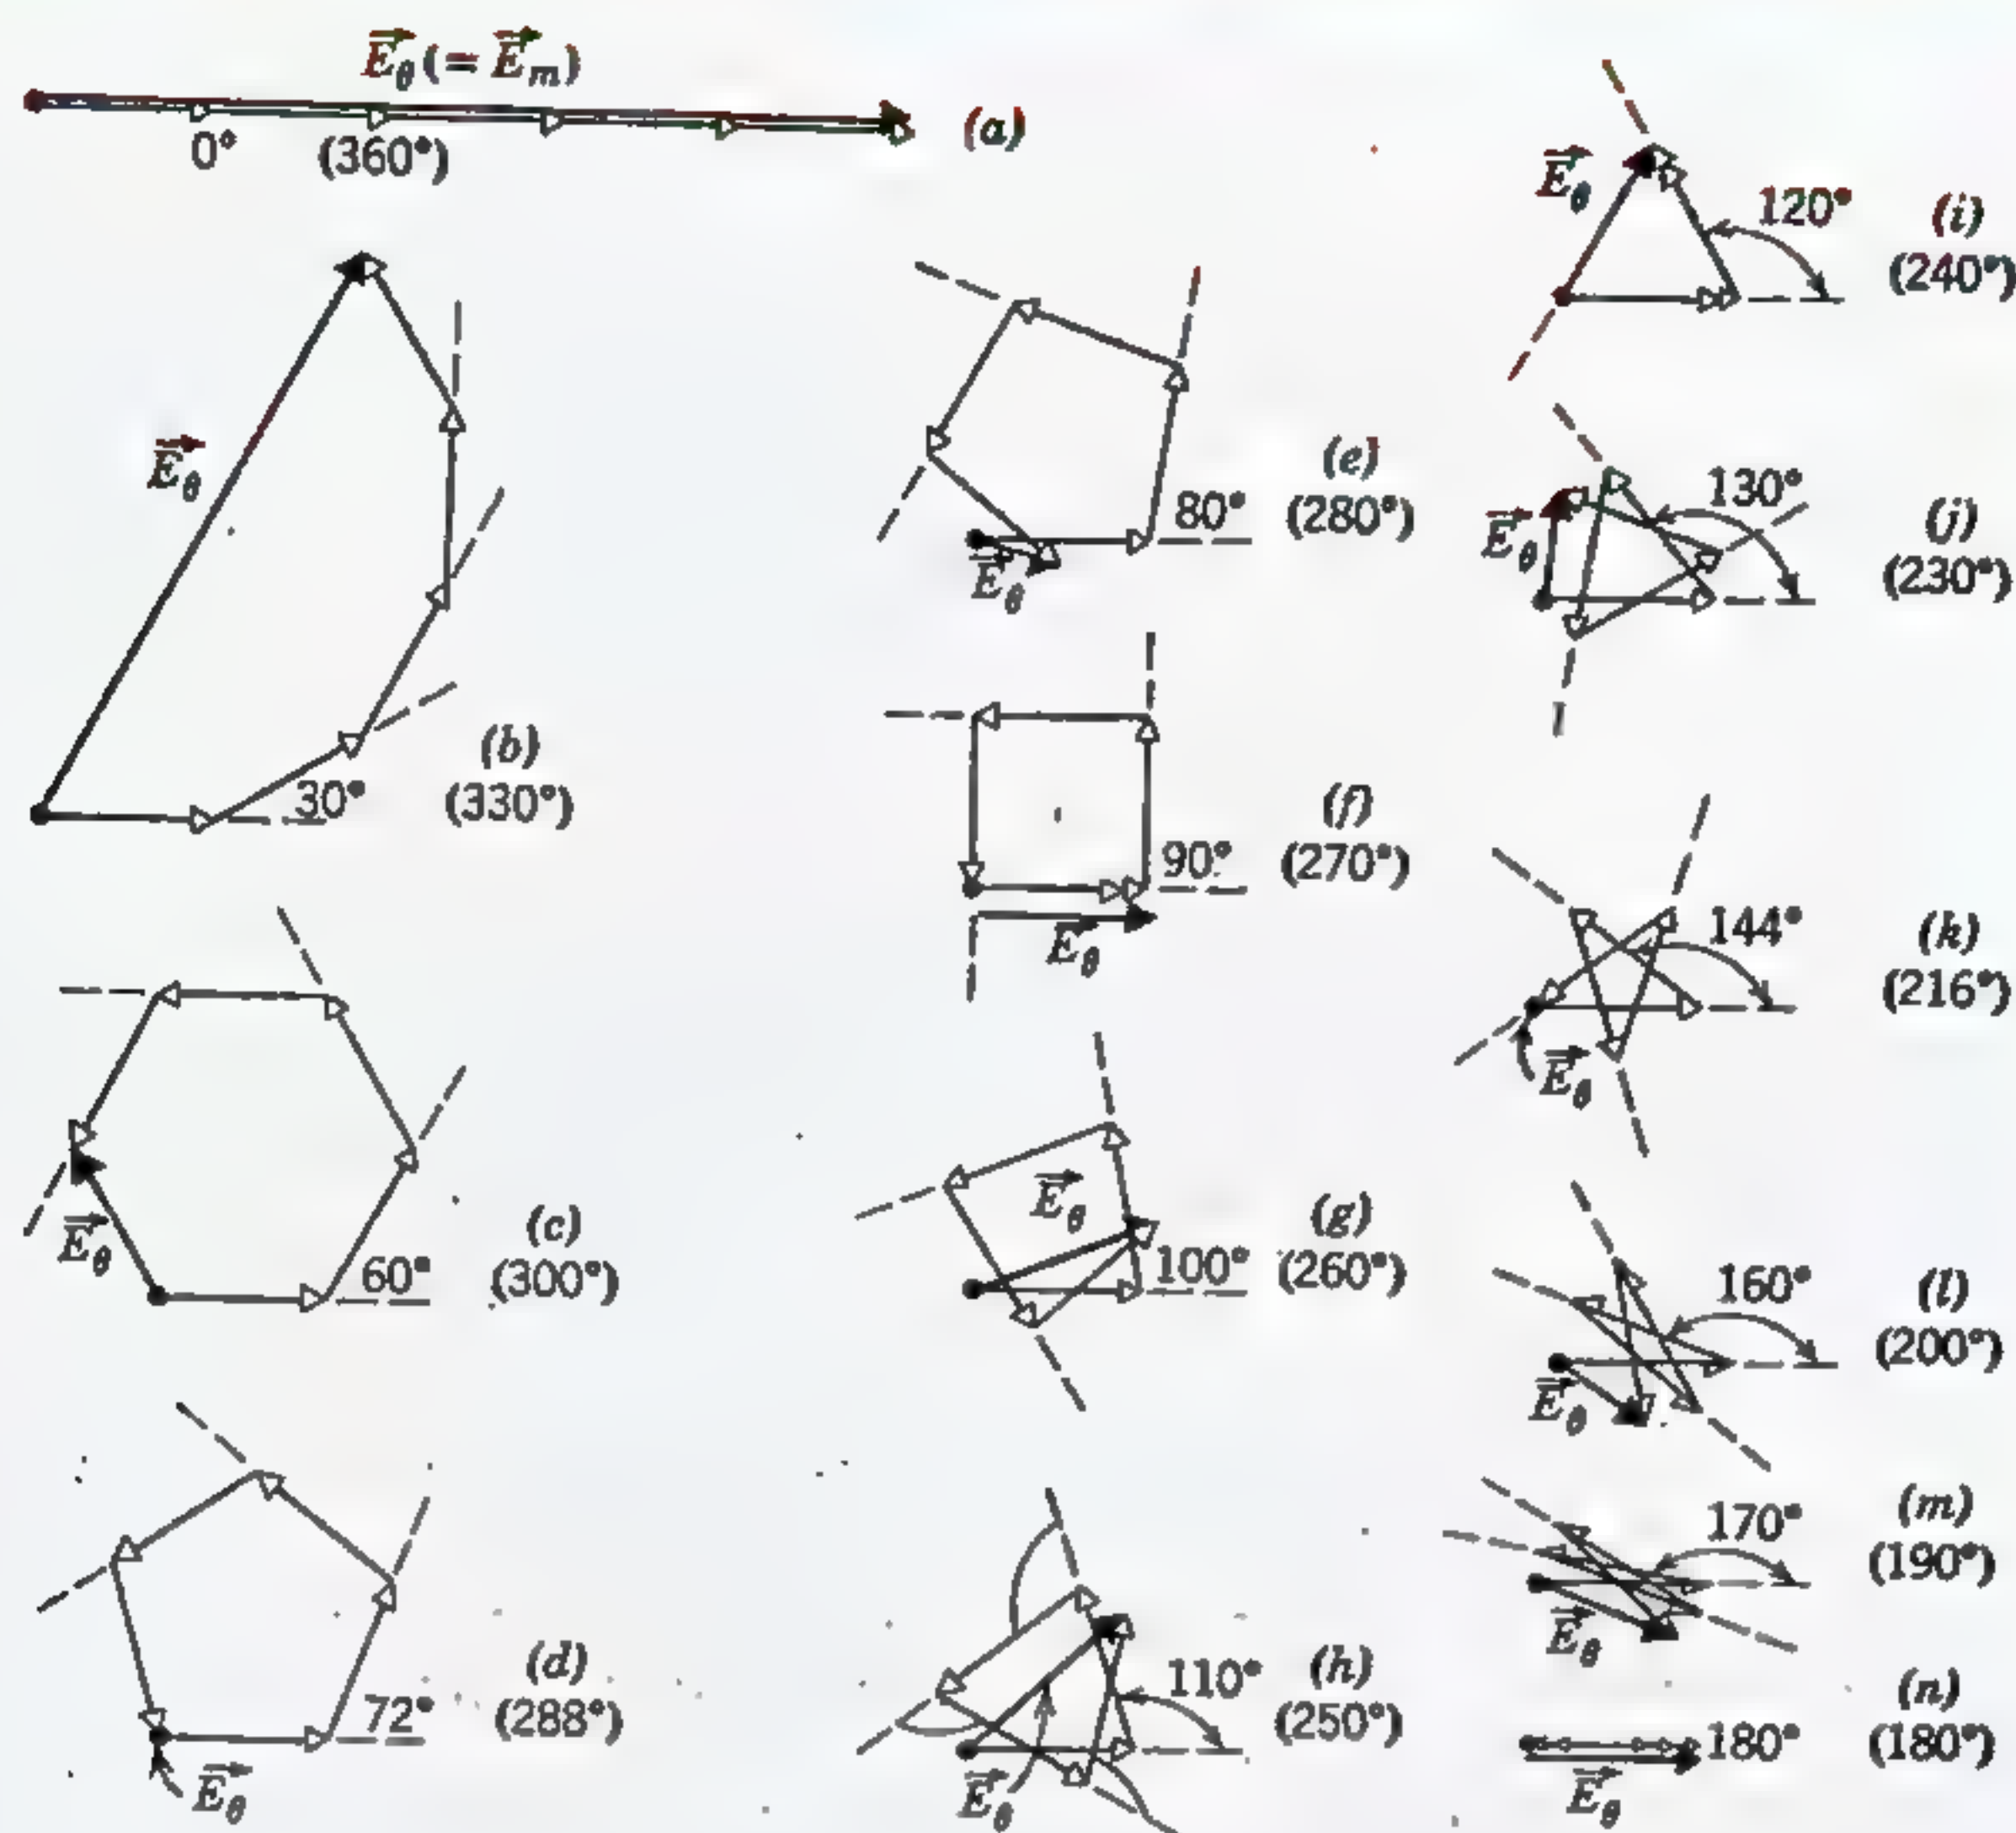 E⃗θ (= E⃗m)
0°
(360°)
(a)
E⃗θ
30°
(b)
(330°)
E⃗θ
60°
(c)
(300°)
E⃗θ
72°
(d)
(288°)
E⃗θ
80°
(e)
(280°)
E⃗θ
90°
(f)
(270°)
E⃗θ
100°
(g)
(260°)
E⃗θ
110°
(h)
(250°)
E⃗θ
120°
(i)
(240°)
E⃗θ
130°
(j)
(230°)
E⃗θ
144°
(k)
(216°)
E⃗θ
160°
(l)
(200°)
E⃗θ
170°
(m)
(190°)
E⃗θ
180°
(n)
(180°)
E⃗θ